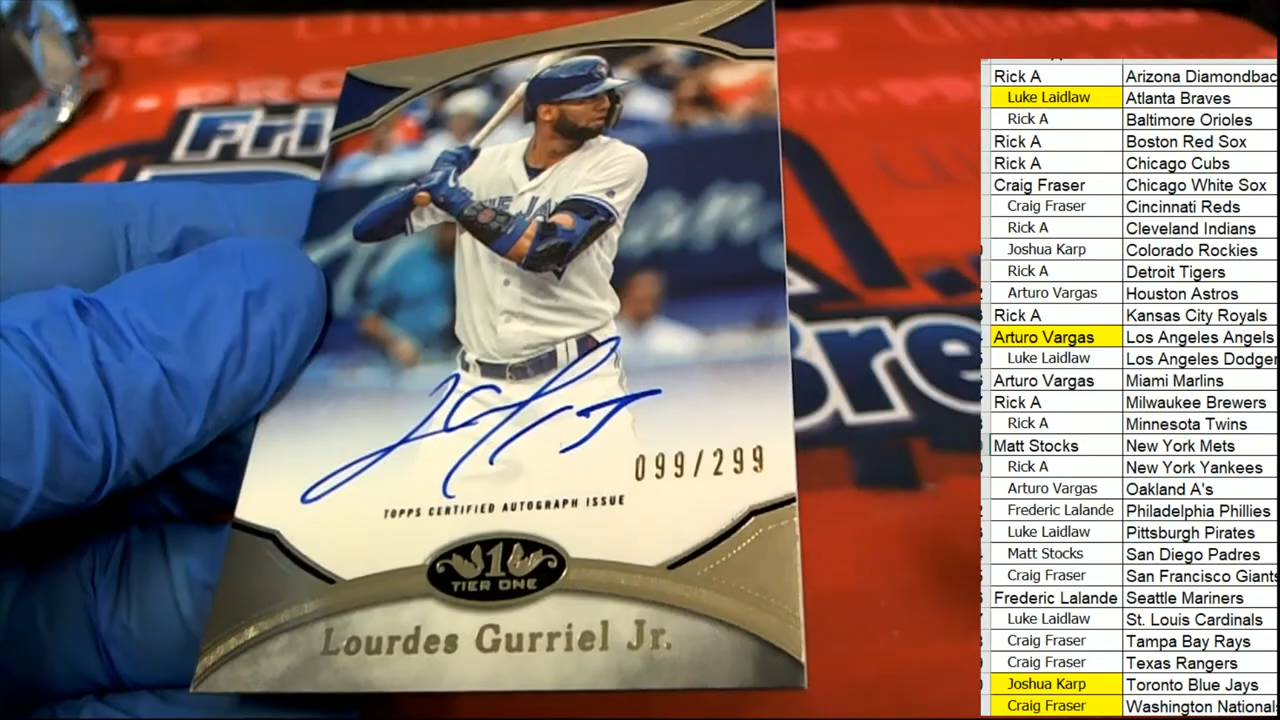 PRO
Fri
Bre
099/299
TOPPS CERTIFIED AUTOGRAPH ISSUE
1
TIER ONE
Lourdes Gurriel Jr.
Rick A Arizona Diamondbac
Luke Laidlaw Atlanta Braves
Rick A Baltimore Orioles
Rick A Boston Red Sox
Rick A Chicago Cubs
Craig Fraser Chicago White Sox
Craig Fraser Cincinnati Reds
Rick A Cleveland Indians
Joshua Karp Colorado Rockies
Rick A Detroit Tigers
Arturo Vargas Houston Astros
Rick A Kansas City Royals
Arturo Vargas Los Angeles Angels
Luke Laidlaw Los Angeles Dodger
Arturo Vargas Miami Marlins
Rick A Milwaukee Brewers
Rick A Minnesota Twins
Matt Stocks New York Mets
Rick A New York Yankees
Arturo Vargas Oakland A's
Frederic Lalande Philadelphia Phillies
Luke Laidlaw Pittsburgh Pirates
Matt Stocks San Diego Padres
Craig Fraser San Francisco Giants
Frederic Lalande Seattle Mariners
Luke Laidlaw St. Louis Cardinals
Craig Fraser Tampa Bay Rays
Craig Fraser Texas Rangers
Joshua Karp Toronto Blue Jays
Craig Fraser Washington National